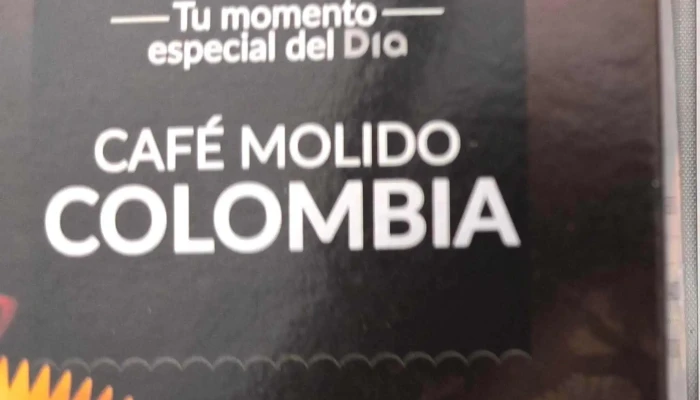 Tu momento
especial del Dia
CAFÉ MOLIDO
COLOMBIA